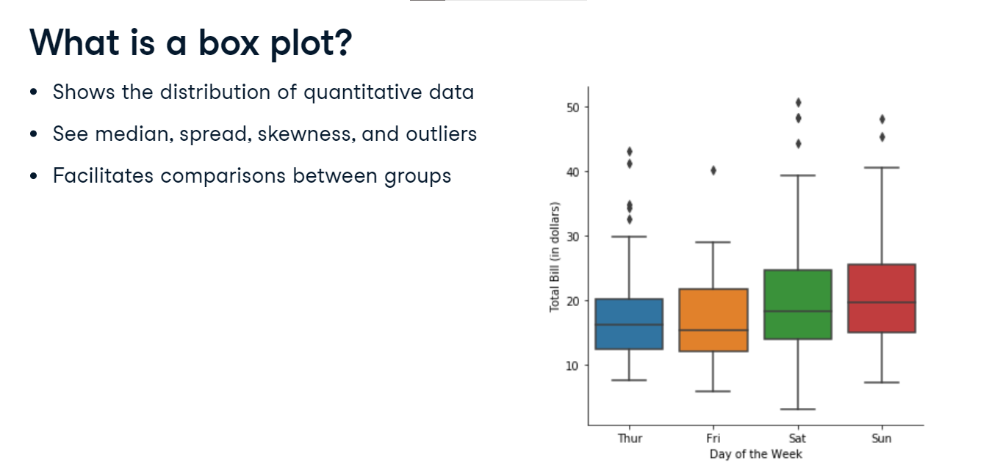 What is a box plot?
• Shows the distribution of quantitative data
• See median, spread, skewness, and outliers
• Facilitates comparisons between groups
50
40
30
20
10
Total Bill (in dollars)
Thur Fri Sat Sun
Day of the Week